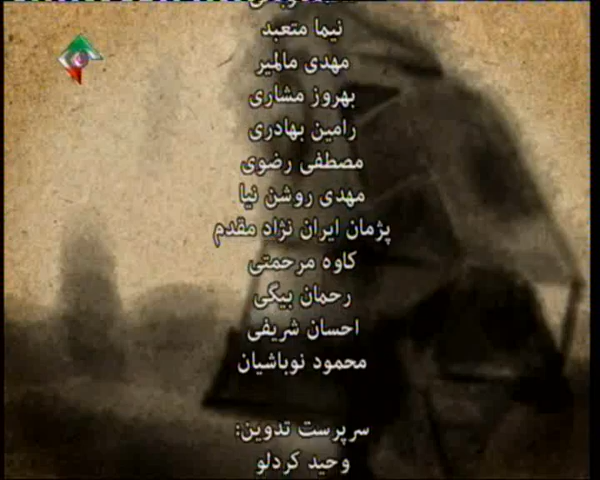 نیما متعبد
مهدی مالمیر
بهروز مشاری
رامین بهادری
مصطفی رضوی
مهدی روشن نیا
پژمان ایران نژاد مقدم
کاوه مرحمتی
رحمان بیگی
احسان شریفی
محمود نوباشیان
سرپرست تدوین:
وحید کردلو